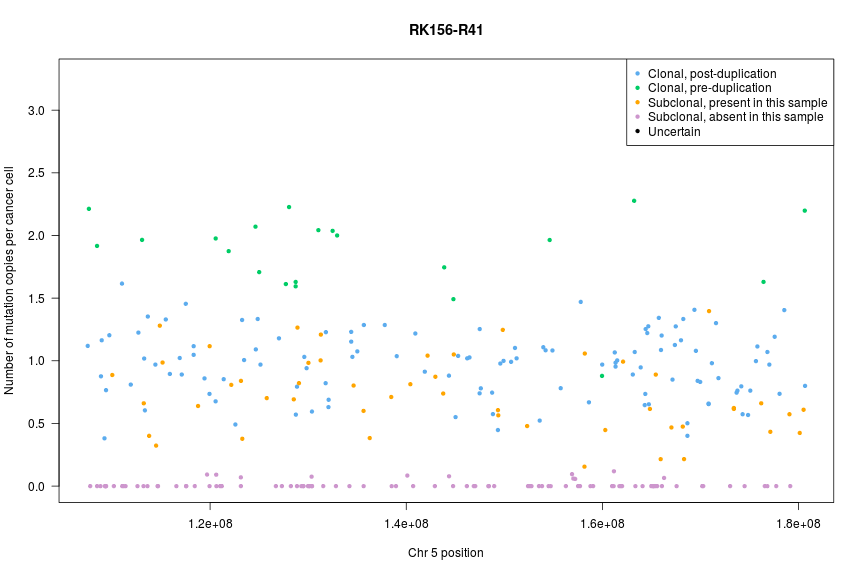 RK156-R41
Clonal, post-duplication
Clonal, pre-duplication
Subclonal, present in this sample
Subclonal, absent in this sample
Uncertain
Number of mutation copies per cancer cell
3.0
2.5
2.0
1.5
1.0
0.5
0.0
1.2e+08 1.4e+08 1.6e+08 1.8e+08
Chr 5 position